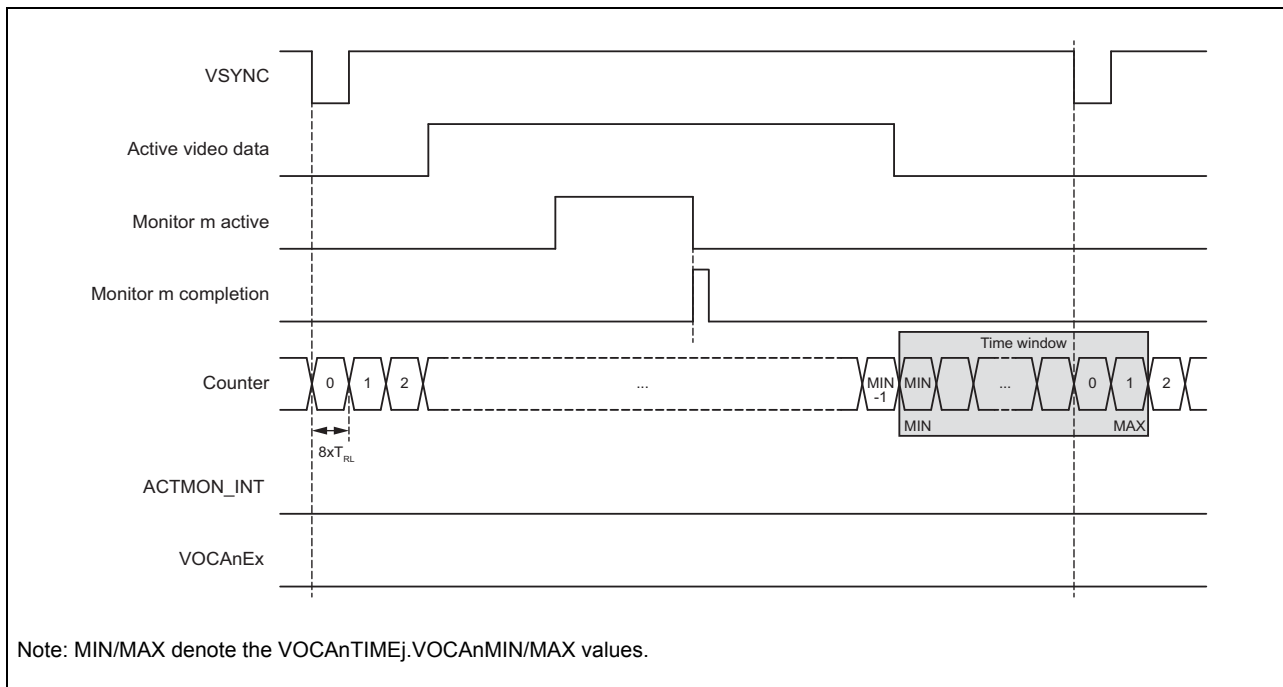 VSYNC
Active video data
Monitor m active
Monitor m completion
Time window
Counter
0 1 2 ... MIN -1 MIN ... 0 1 2
MIN MAX
8xTRL
ACTMON_INT
VOCAnEx
Note: MIN/MAX denote the VOCAnTIMEj.VOCAnMIN/MAX values.